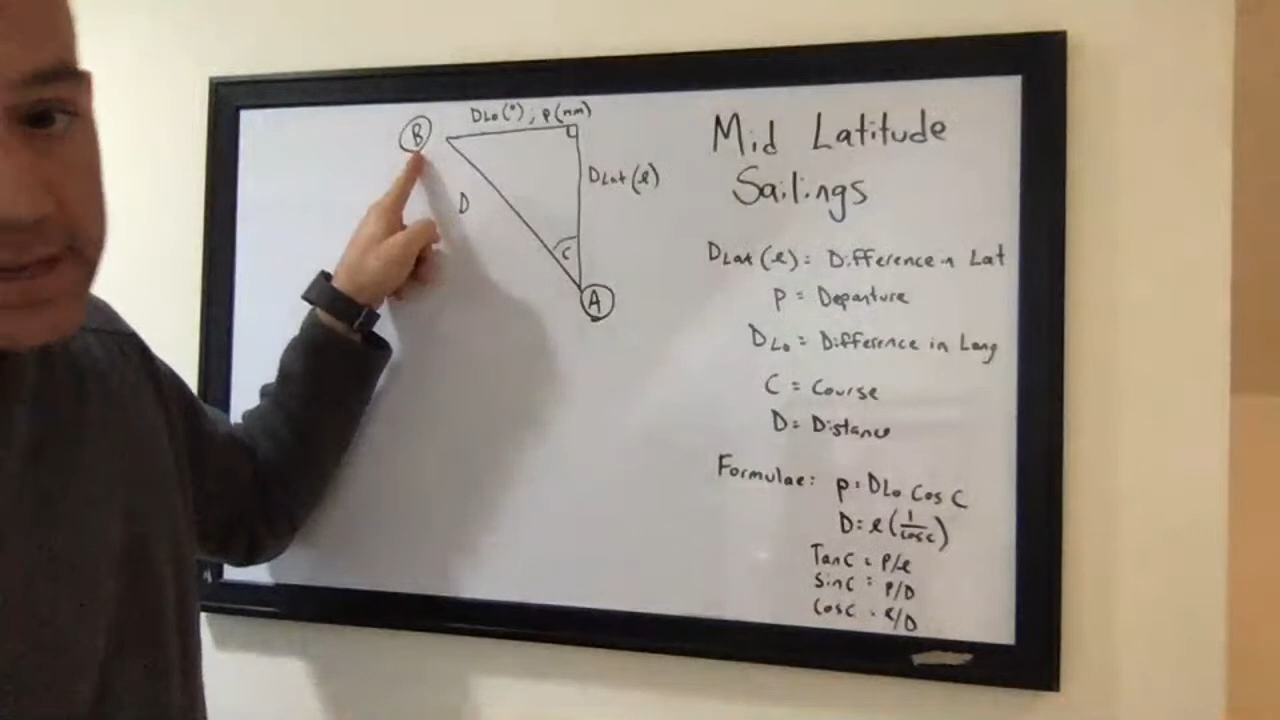 DLo(°), p(nm)
B
DLat(l)
D
C
A
Mid Latitude
Sailings
DLat(l): Difference in Lat
p = Departure
DLo = Difference in Long
C = Course
D = Distance
Formulae: p = DLo Cos C
D = l(1/cosc)
Tanc = P/l
sinc = P/D
cosc = l/D